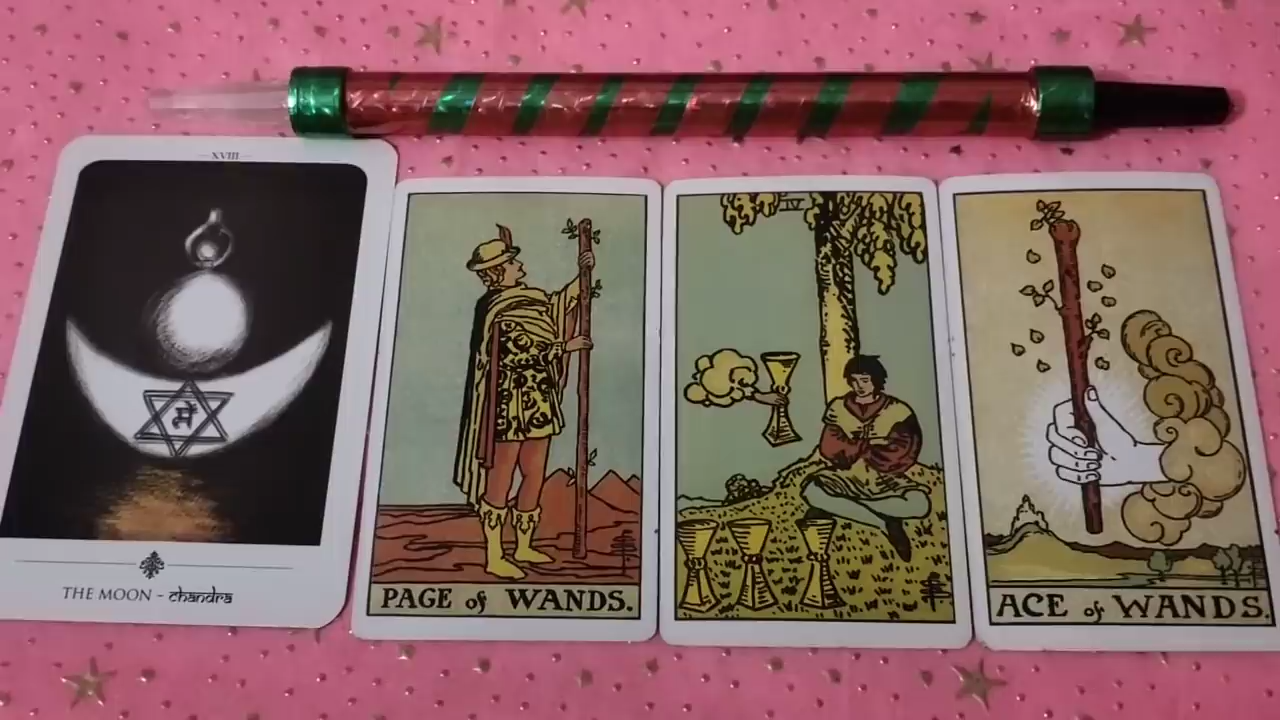 XVIII
में
THE MOON - chandra
PAGE of WANDS.
IV
ACE of WANDS.